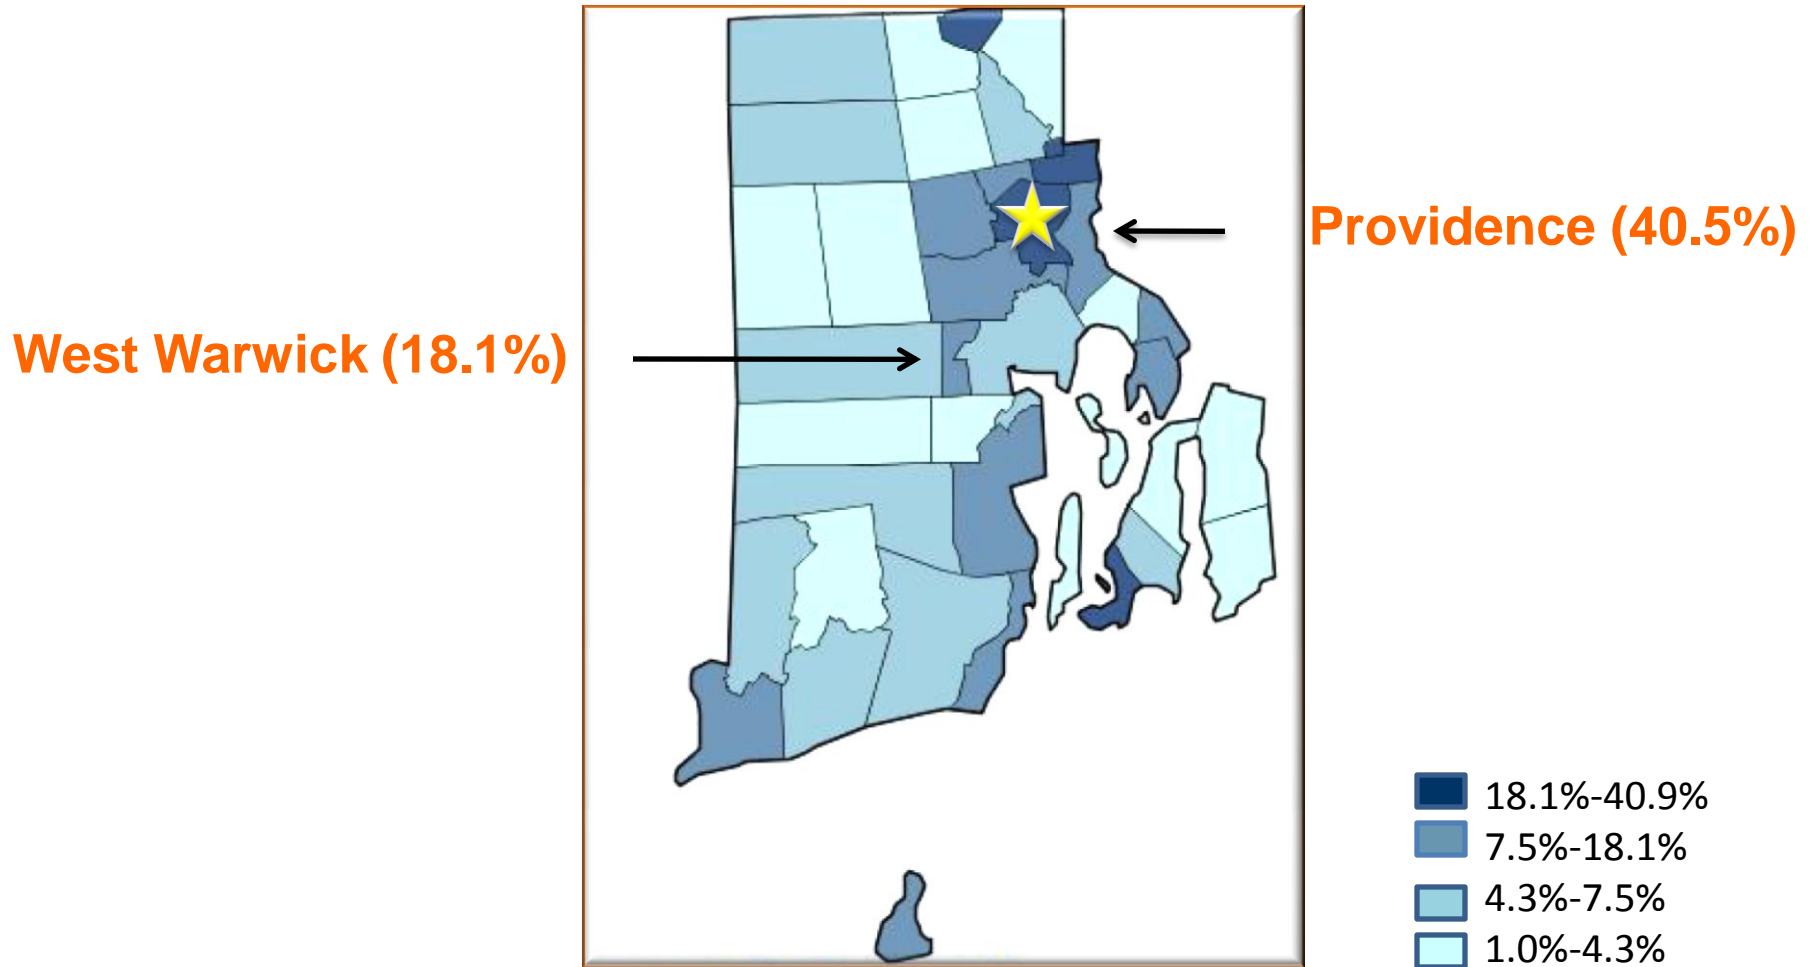 Providence (40.5%)
West Warwick (18.1%)
18.1%-40.9%
7.5%-18.1%
4.3%-7.5%
1.0%-4.3%